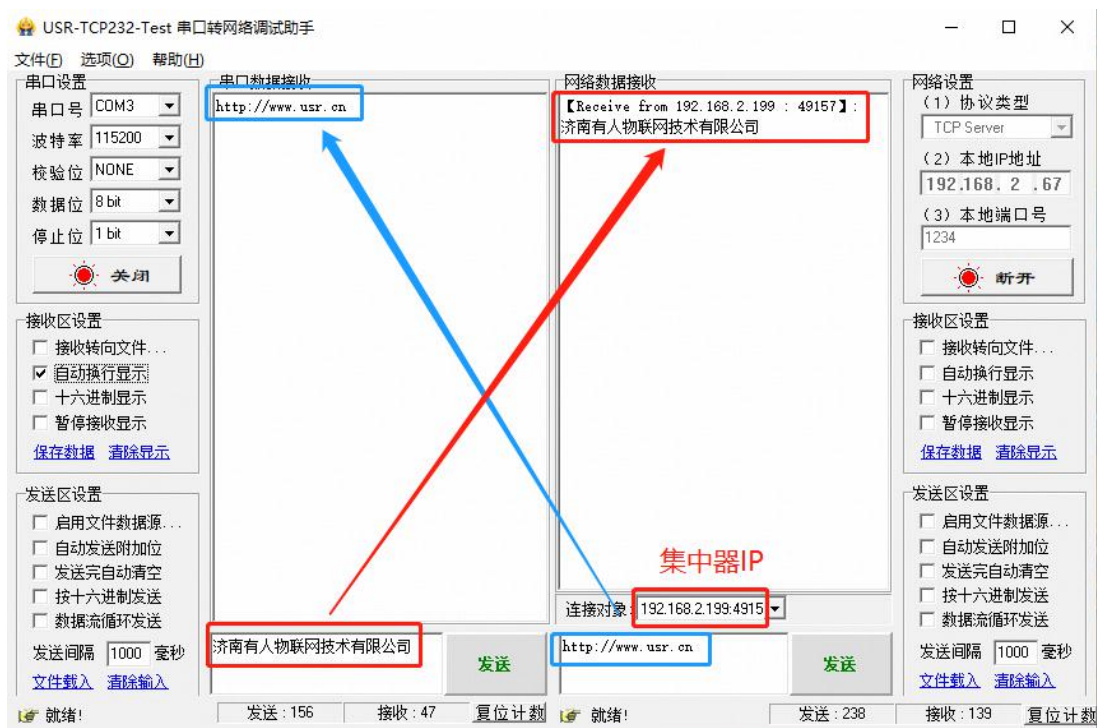 USR-TCP232-Test 串口转网络调试助手
文件(F) 选项(O) 帮助(H)
串口设置
串口号 COM3
波特率 115200
校验位 NONE
数据位 8 bit
停止位 1 bit
关闭
接收区设置
接收转向文件...
自动换行显示
十六进制显示
暂停接收显示
保存数据 清除显示
发送区设置
启用文件数据源...
自动发送附加位
发送完自动清空
按十六进制发送
数据流循环发送
发送间隔 1000 毫秒
文件载入 清除输入
就绪!
串口数据接收
http://www.usr.cn
济南有人物联网技术有限公司
发送
发送:156 接收:47 复位计数
网络数据接收
【Receive from 192.168.2.199 : 49157】:
济南有人物联网技术有限公司
集中器IP
连接对象: 192.168.2.199:4915
http://www.usr.cn
发送
就绪!
发送:238 接收:139 复位计数
网络设置
(1) 协议类型
TCP Server
(2) 本地IP地址
192.168. 2 .67
(3) 本地端口号
1234
断开
接收区设置
接收转向文件...
自动换行显示
十六进制显示
暂停接收显示
保存数据 清除显示
发送区设置
启用文件数据源...
自动发送附加位
发送完自动清空
按十六进制发送
数据流循环发送
发送间隔 1000 毫秒
文件载入 清除输入